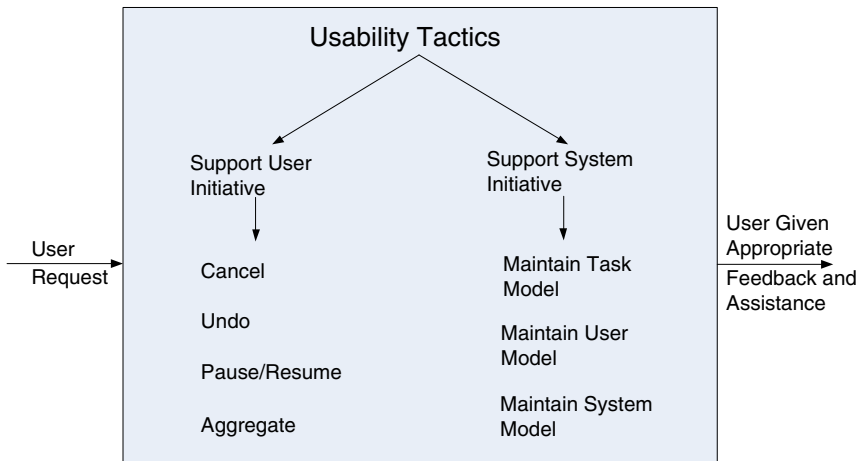 Usability Tactics
Support User
Initiative
Support System
Initiative
User
Request
Cancel
Undo
Pause/Resume
Aggregate
Maintain Task
Model
Maintain User
Model
Maintain System
Model
User Given
Appropriate
Feedback and
Assistance